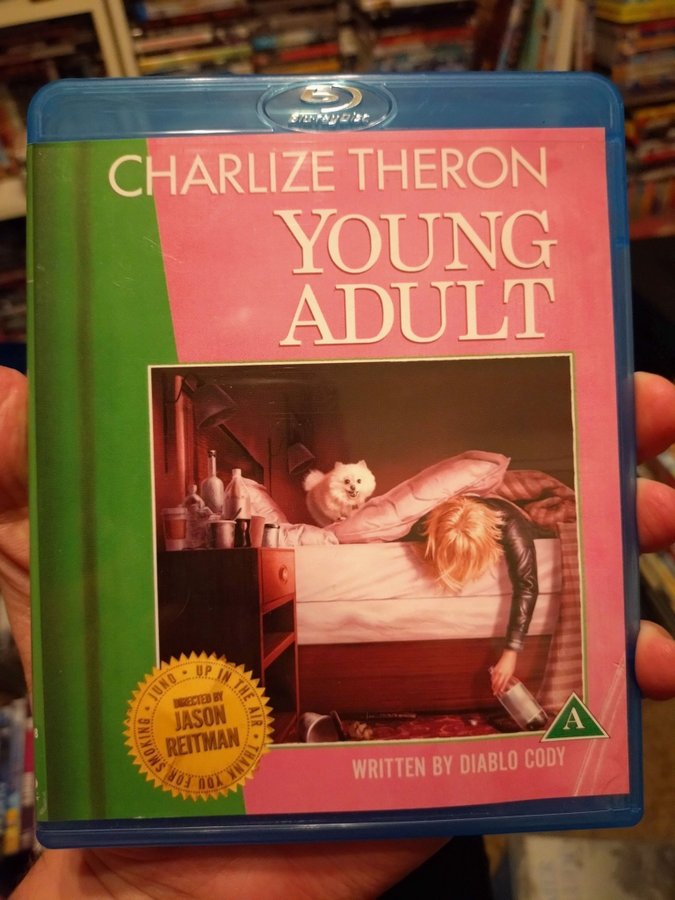 Blu-ray Disc
CHARLIZE THERON
YOUNG
ADULT
DIRECTED BY
JASON
REITMAN
JUNO • UP IN THE AIR • THANK YOU FOR SMOKING •
A
WRITTEN BY DIABLO CODY